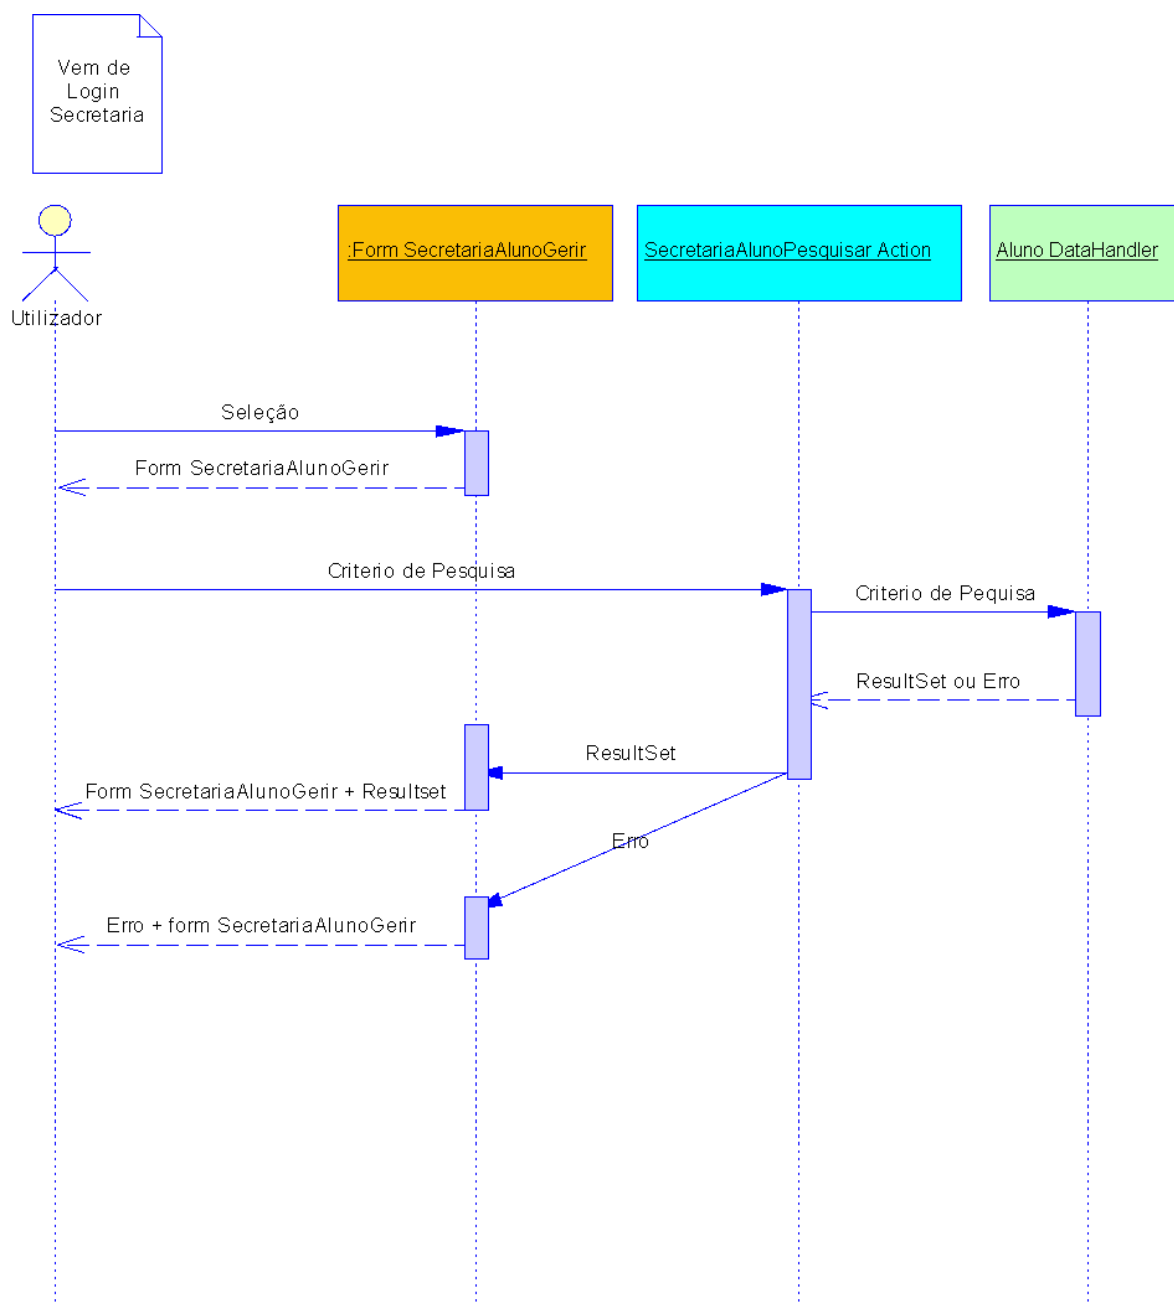 Vem de
Login
Secretaria
Utilizador
:Form SecretariaAlunoGerir
SecretariaAlunoPesquisar Action
Aluno DataHandler
Seleção
Form SecretariaAlunoGerir
Criterio de Pesquisa
Criterio de Pequisa
ResultSet ou Erro
ResultSet
Form SecretariaAlunoGerir + Resultset
Erro
Erro + form SecretariaAlunoGerir